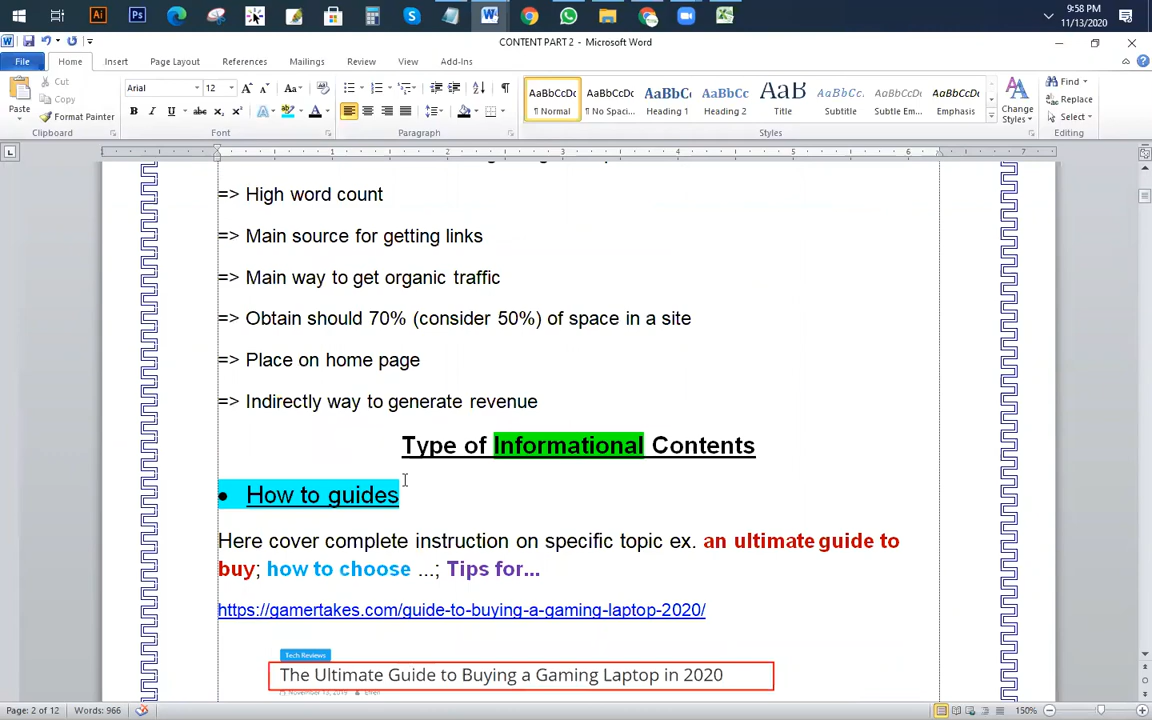 9:58 PM
11/13/2020
CONTENT PART 2 - Microsoft Word
File Home Insert Page Layout References Mailings Review View Add-Ins
Cut
Copy
Format Painter
Paste
Clipboard
Arial 12
Font
Paragraph
AaBbCcDc AaBbCcDc AaBbC AaBbCc AaB AaBbCc. AaBbCcDc AaBbCcDc
¶ Normal ¶ No Spaci... Heading 1 Heading 2 Title Subtitle Subtle Em... Emphasis
Change Styles
Styles
Find
Replace
Select
Editing
=> High word count
=> Main source for getting links
=> Main way to get organic traffic
=> Obtain should 70% (consider 50%) of space in a site
=> Place on home page
=> Indirectly way to generate revenue
Type of Informational Contents
• How to guides
Here cover complete instruction on specific topic ex. an ultimate guide to
buy; how to choose ...; Tips for...
https://gamertakes.com/guide-to-buying-a-gaming-laptop-2020/
Tech Reviews
The Ultimate Guide to Buying a Gaming Laptop in 2020
Page: 2 of 12 Words: 966 150%